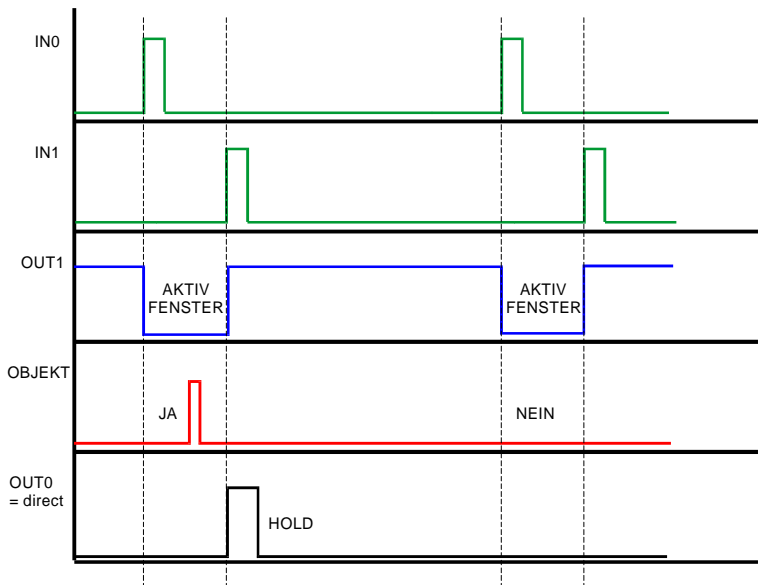 IN0
IN1
OUT1
AKTIV
FENSTER
AKTIV
FENSTER
OBJEKT
JA
NEIN
OUT0
= direct
HOLD